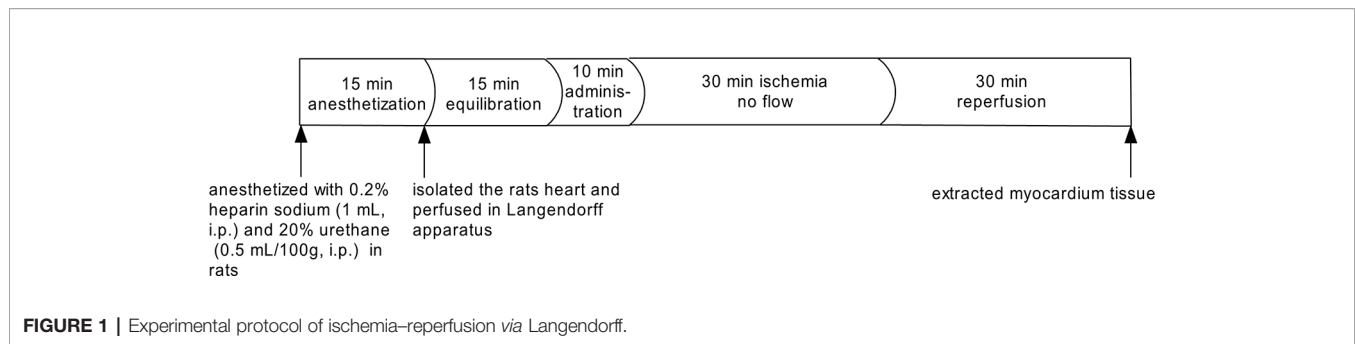 15 min
anesthetization
15 min
equilibration
10 min
adminis-
tration
30 min ischemia
no flow
30 min
reperfusion
anesthetized with 0.2%
heparin sodium (1 mL,
i.p.) and 20% urethane
(0.5 mL/100g, i.p.) in
rats
isolated the rats heart and
perfused in Langendorff
apparatus
extracted myocardium tissue
FIGURE 1 | Experimental protocol of ischemia–reperfusion via Langendorff.